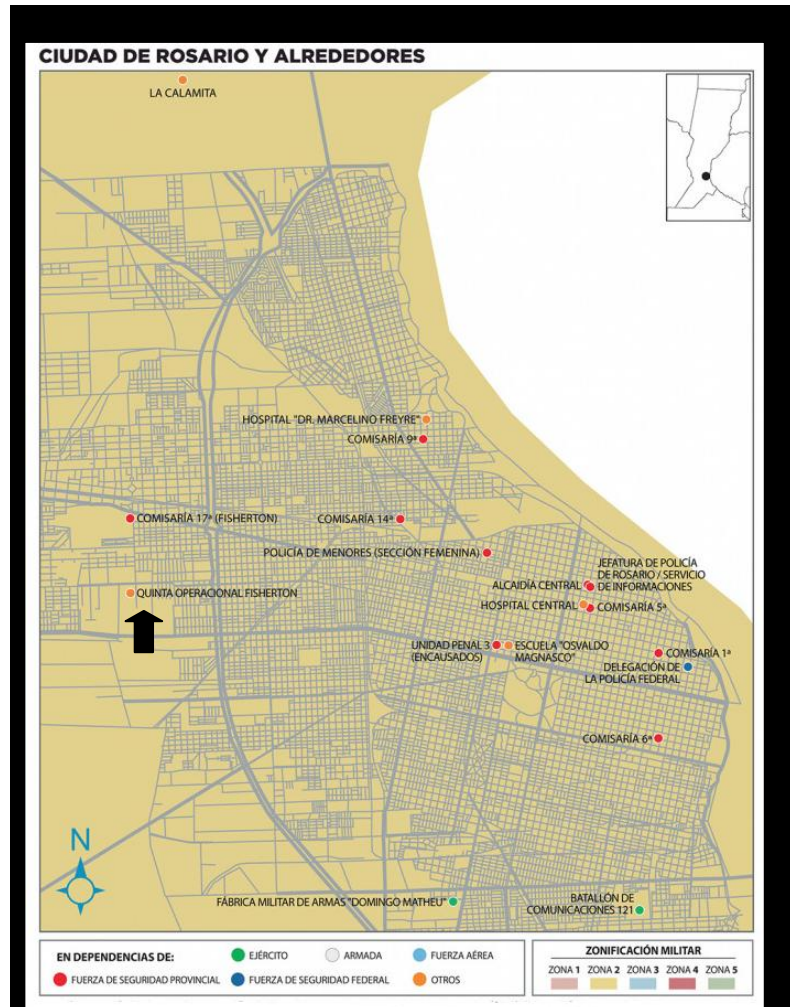 CIUDAD DE ROSARIO Y ALREDEDORES
LA CALAMITA
HOSPITAL "DR. MARCELINO FREYRE"
COMISARÍA 9ª
COMISARÍA 17ª (FISHERTON)
COMISARÍA 14ª
POLICÍA DE MENORES (SECCIÓN FEMENINA)
JEFATURA DE POLICÍA
DE ROSARIO / SERVICIO
DE INFORMACIONES
ALCAIDÍA CENTRAL
QUINTA OPERACIONAL FISHERTON
HOSPITAL CENTRAL
COMISARÍA 5ª
UNIDAD PENAL 3
(ENCAUSADOS)
ESCUELA "OSVALDO
MAGNASCO"
COMISARÍA 1ª
DELEGACIÓN DE
LA POLICÍA FEDERAL
COMISARÍA 6ª
N
FÁBRICA MILITAR DE ARMAS "DOMINGO MATHEU"
BATALLÓN DE
COMUNICACIONES 121
EN DEPENDENCIAS DE:
EJÉRCITO
ARMADA
FUERZA AÉREA
FUERZA DE SEGURIDAD PROVINCIAL
FUERZA DE SEGURIDAD FEDERAL
OTROS
ZONIFICACIÓN MILITAR
ZONA 1 ZONA 2 ZONA 3 ZONA 4 ZONA 5